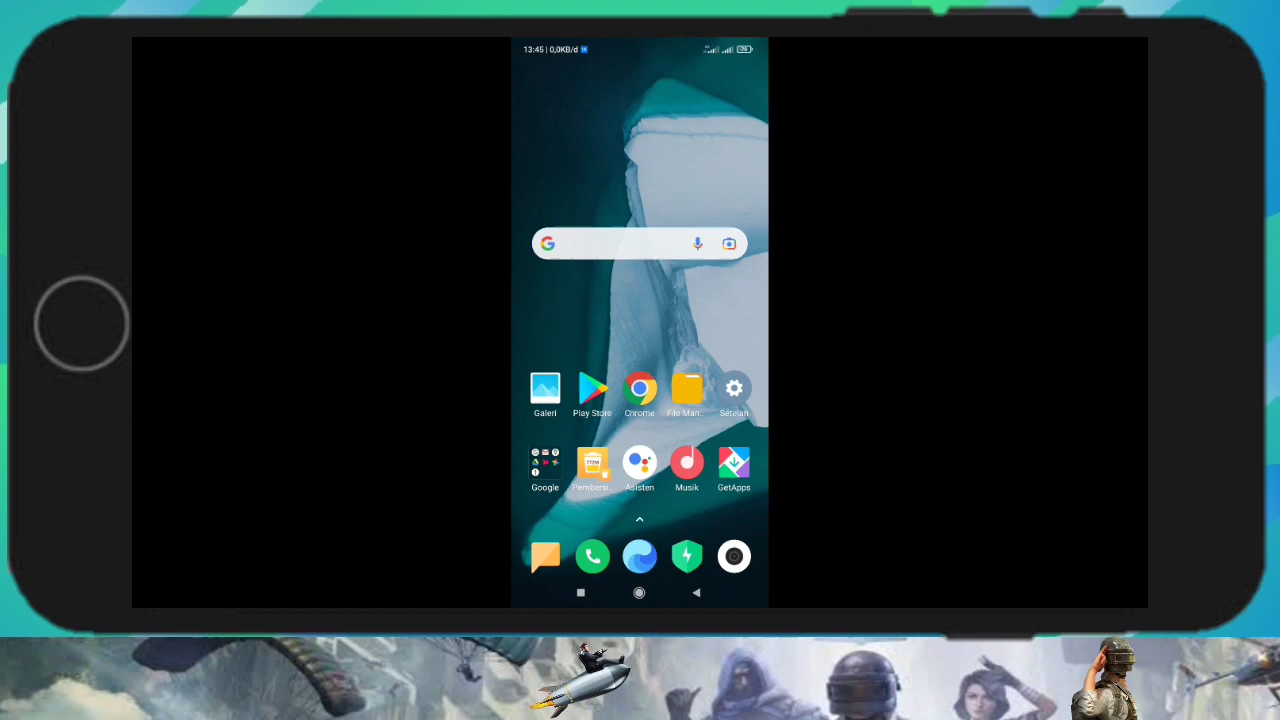 13:45 | 0,0KB/d
Galeri Play Store Chrome File Man.. Setelan
Google Pembersi.. Asisten Musik GetApps